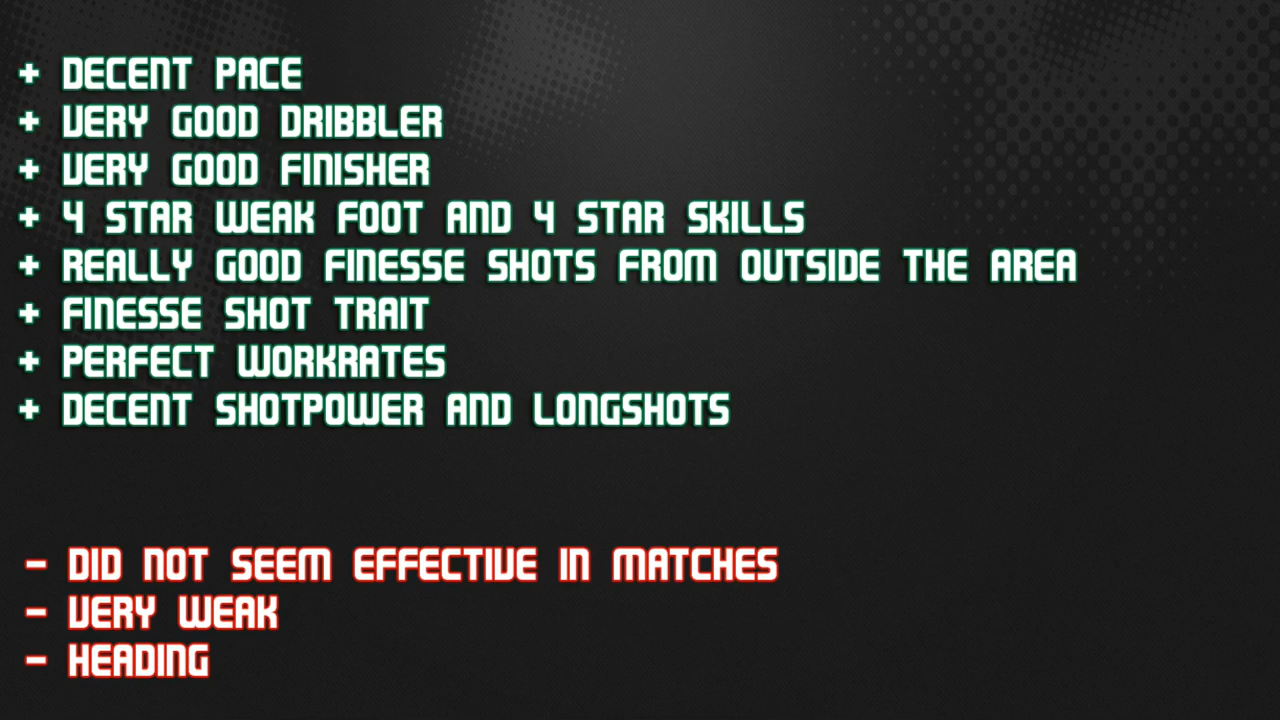 + DECENT PACE
+ VERY GOOD DRIBBLER
+ VERY GOOD FINISHER
+ 4 STAR WEAK FOOT AND 4 STAR SKILLS
+ REALLY GOOD FINESSE SHOTS FROM OUTSIDE THE AREA
+ FINESSE SHOT TRAIT
+ PERFECT WORKRATES
+ DECENT SHOTPOWER AND LONGSHOTS
- DID NOT SEEM EFFECTIVE IN MATCHES
- VERY WEAK
- HEADING